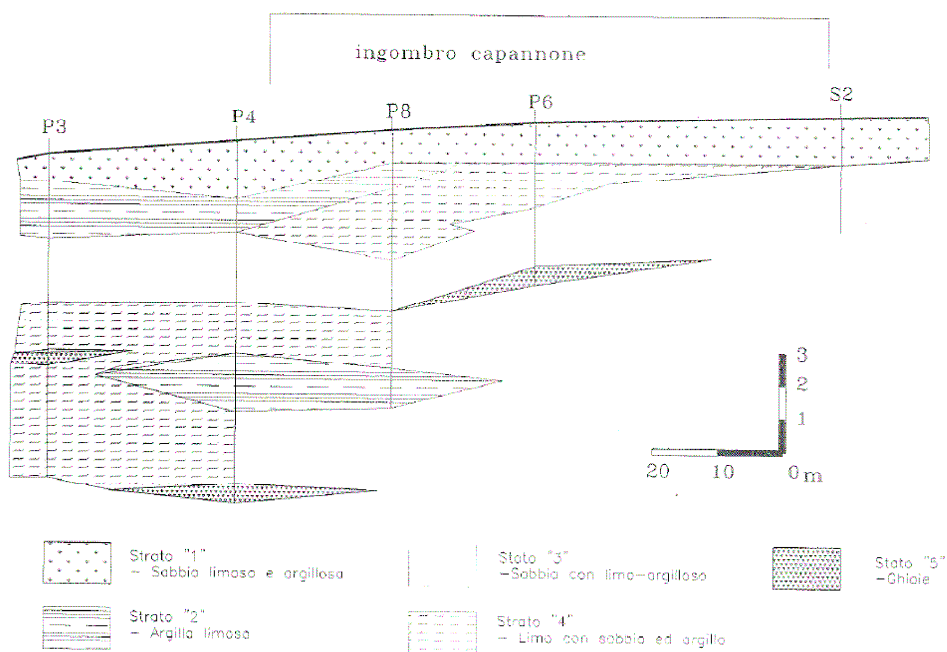 ingombro capannone
P3
P4
P8
P6
S2
3
2
1
20 10 0 m
Strato "1"
- Sabbia limosa e argillosa
Stato "3"
-Sabbia con limo-argilloso
Stato "5"
-Ghiaie
Strato "2"
- Argilla limosa
Strato "4"
- Limo con sabbia ed argilla